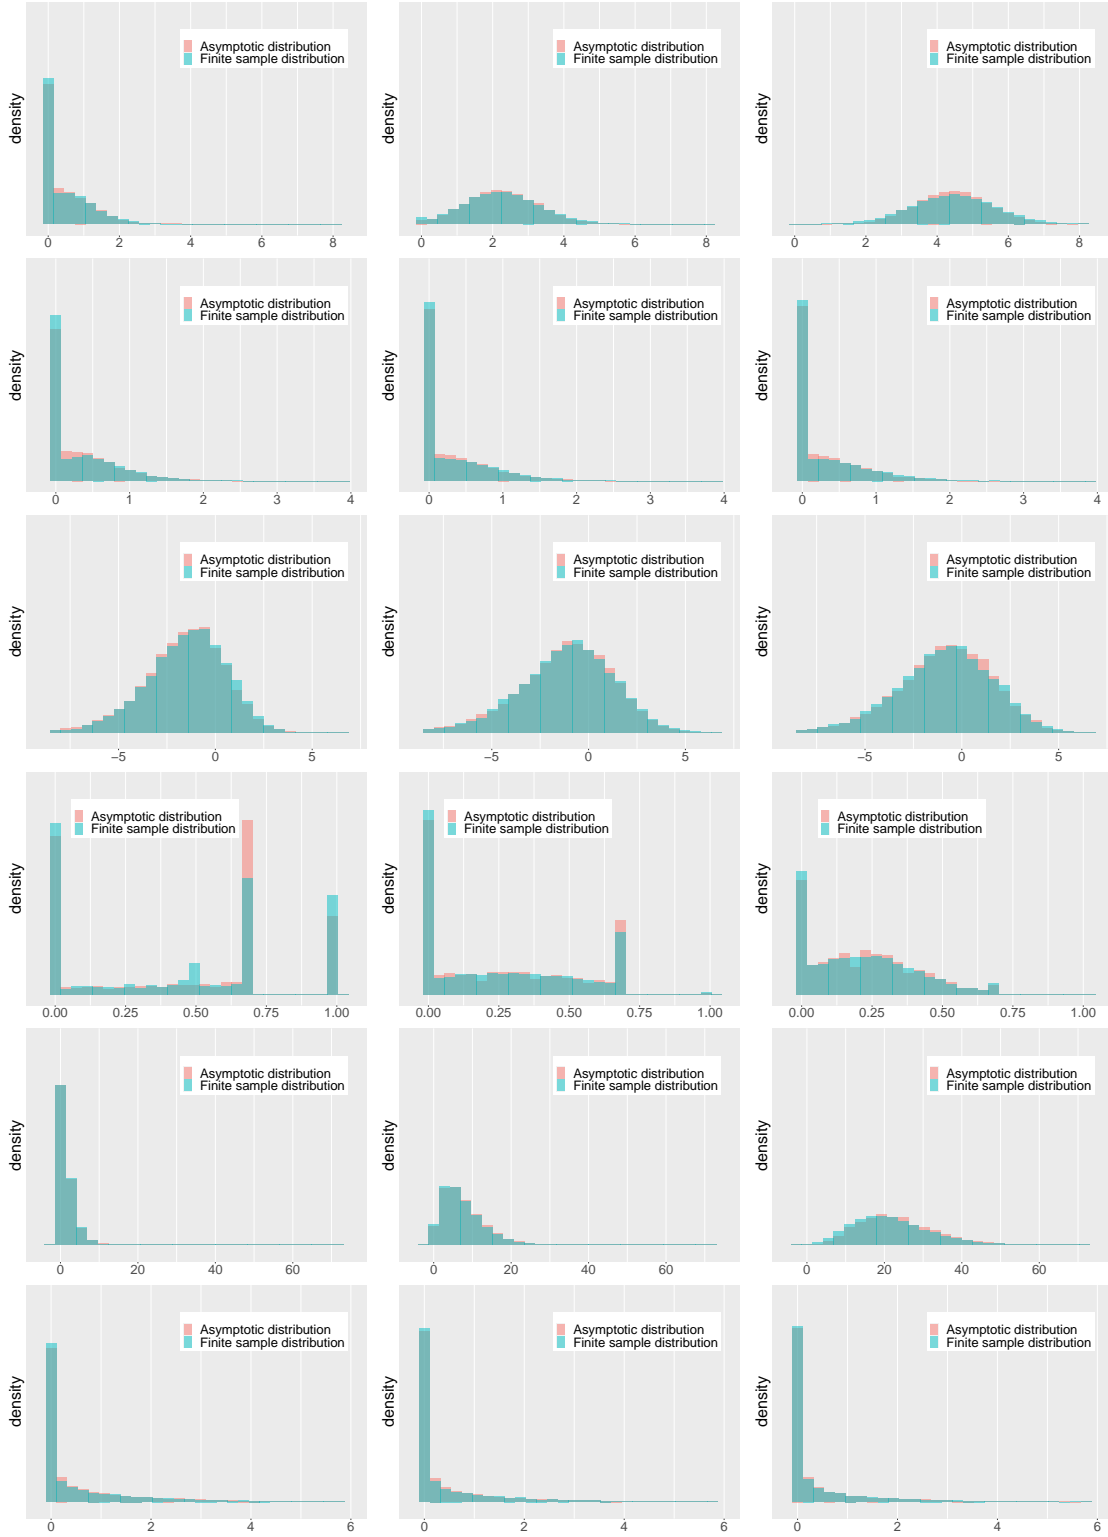 Asymptotic distribution
Finite sample distribution
density
0 2 4 6 8
Asymptotic distribution
Finite sample distribution
density
0 2 4 6 8
Asymptotic distribution
Finite sample distribution
density
0 2 4 6 8
Asymptotic distribution
Finite sample distribution
density
0 1 2 3 4
Asymptotic distribution
Finite sample distribution
density
0 1 2 3 4
Asymptotic distribution
Finite sample distribution
density
0 1 2 3 4
Asymptotic distribution
Finite sample distribution
density
−5 0 5
Asymptotic distribution
Finite sample distribution
density
−5 0 5
Asymptotic distribution
Finite sample distribution
density
−5 0 5
Asymptotic distribution
Finite sample distribution
density
0.00 0.25 0.50 0.75 1.00
Asymptotic distribution
Finite sample distribution
density
0.00 0.25 0.50 0.75 1.00
Asymptotic distribution
Finite sample distribution
density
0.00 0.25 0.50 0.75 1.00
Asymptotic distribution
Finite sample distribution
density
0 20 40 60
Asymptotic distribution
Finite sample distribution
density
0 20 40 60
Asymptotic distribution
Finite sample distribution
density
0 20 40 60
Asymptotic distribution
Finite sample distribution
density
0 2 4 6
Asymptotic distribution
Finite sample distribution
density
0 2 4 6
Asymptotic distribution
Finite sample distribution
density
0 2 4 6